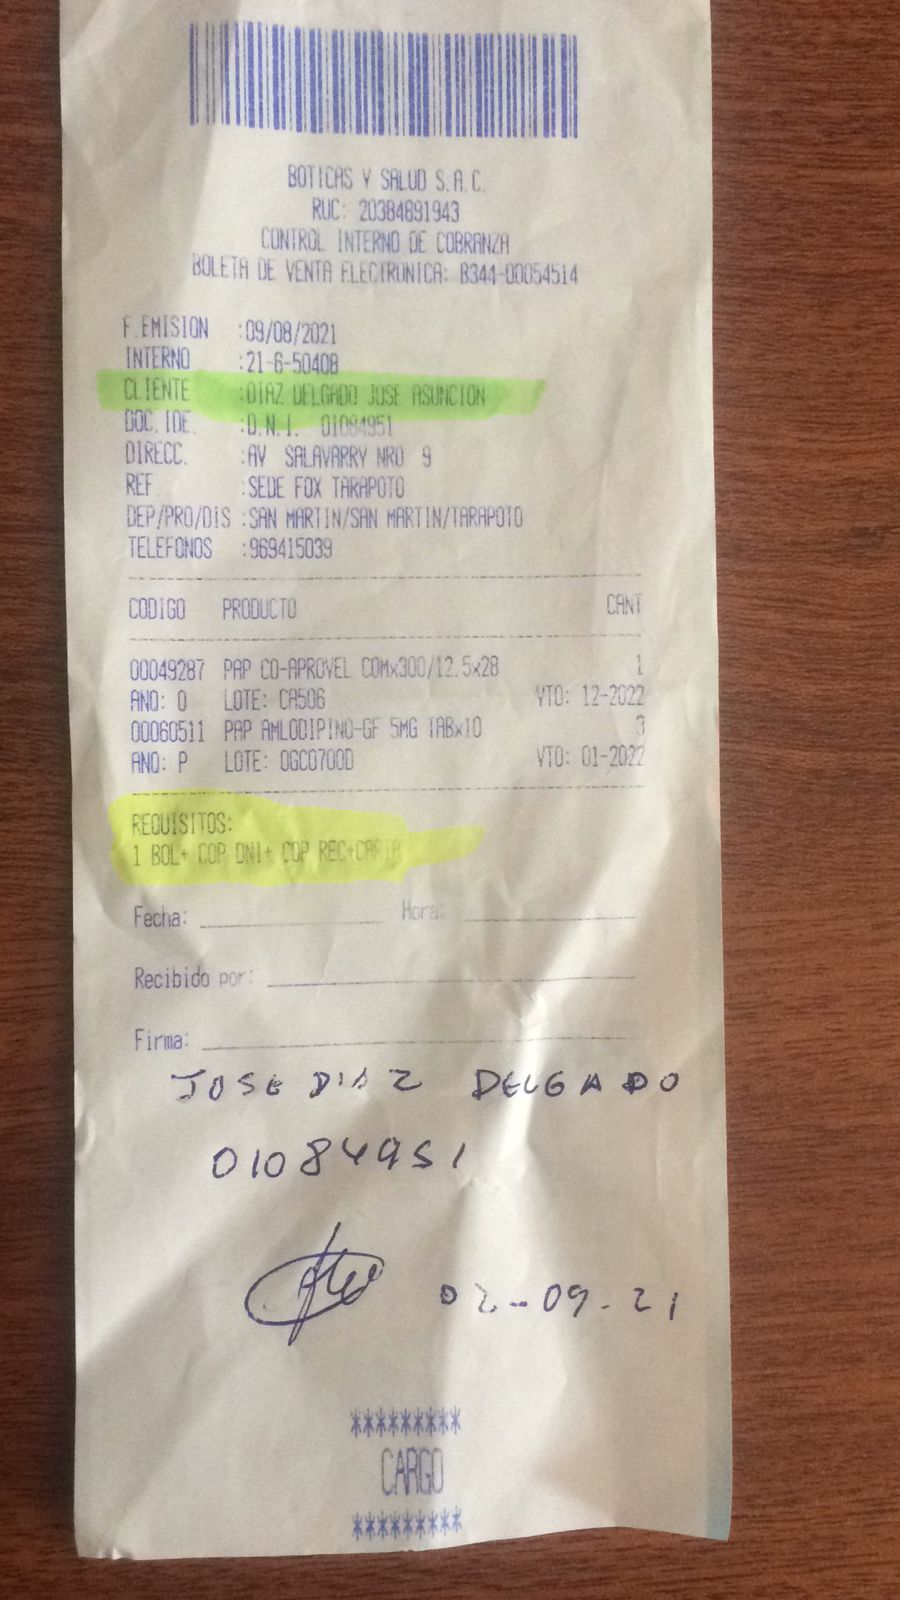 BOTICAS Y SALUD S.A.C.
RUC: 20384891943
CONTROL INTERNO DE COBRANZA
BOLETA DE VENTA ELECTRONICA: B344-00054514
F.EMISION :09/08/2021
INTERNO :21-6-50408
CLIENTE :DIAZ DELGADO JOSE ASUNCION
DOC.IDE. :D.N.I. 01084951
DIRECC. :AV SALAVARRY NRO 9
REF :SEDE FOX TARAPOTO
DEP/PRO/DIS :SAN MARTIN/SAN MARTIN/TARAPOTO
TELEFONOS :969415039
CODIGO PRODUCTO CANT
00049287 PAP CO-APROVEL COMx300/12.5x28 1
ANO: O LOTE: CA506 VTO: 12-2022
00060511 PAP AMLODIPINO-GF 5MG TABx10 3
ANO: P LOTE: OGC0700D VTO: 01-2022
REQUISITOS:
1 BOL+ COP DNI+ COP REC+CARTA
Fecha: Hora:
Recibido por:
Firma:
JOSE DIAZ DELGADO
01084951
02-09-21
*********
CARGO
*********